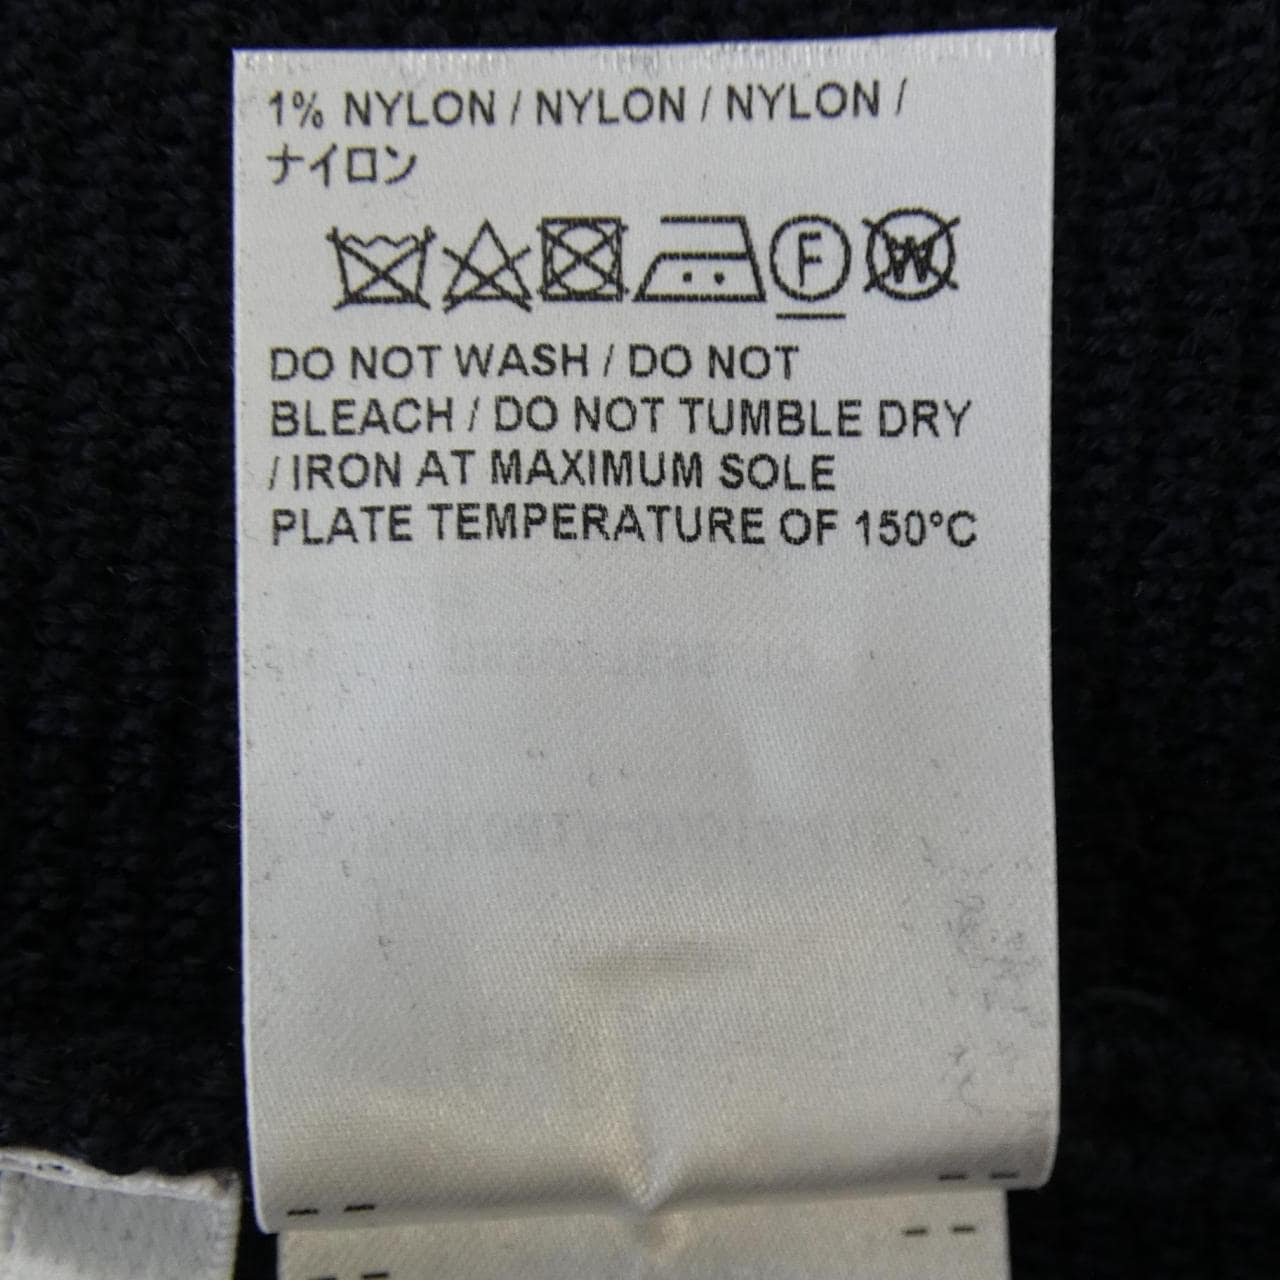 1% NYLON / NYLON / NYLON /
ナイロン
F W
DO NOT WASH / DO NOT
BLEACH / DO NOT TUMBLE DRY
/ IRON AT MAXIMUM SOLE
PLATE TEMPERATURE OF 150°C